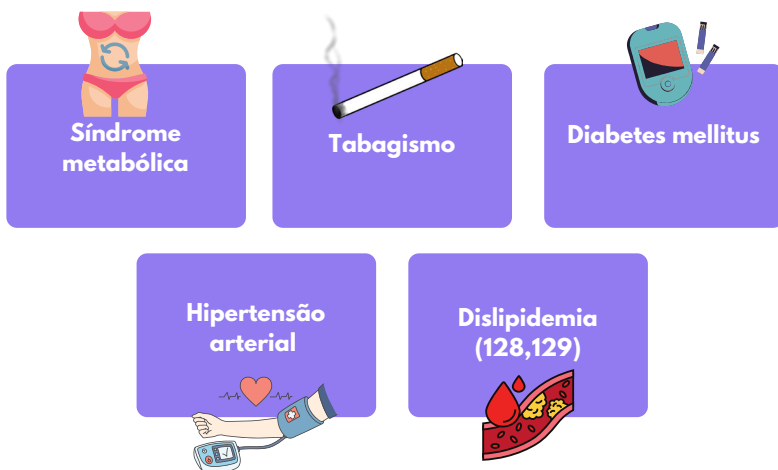 Síndrome
metabólica
Tabagismo
Diabetes mellitus
Hipertensão
arterial
Dislipidemia
(128,129)